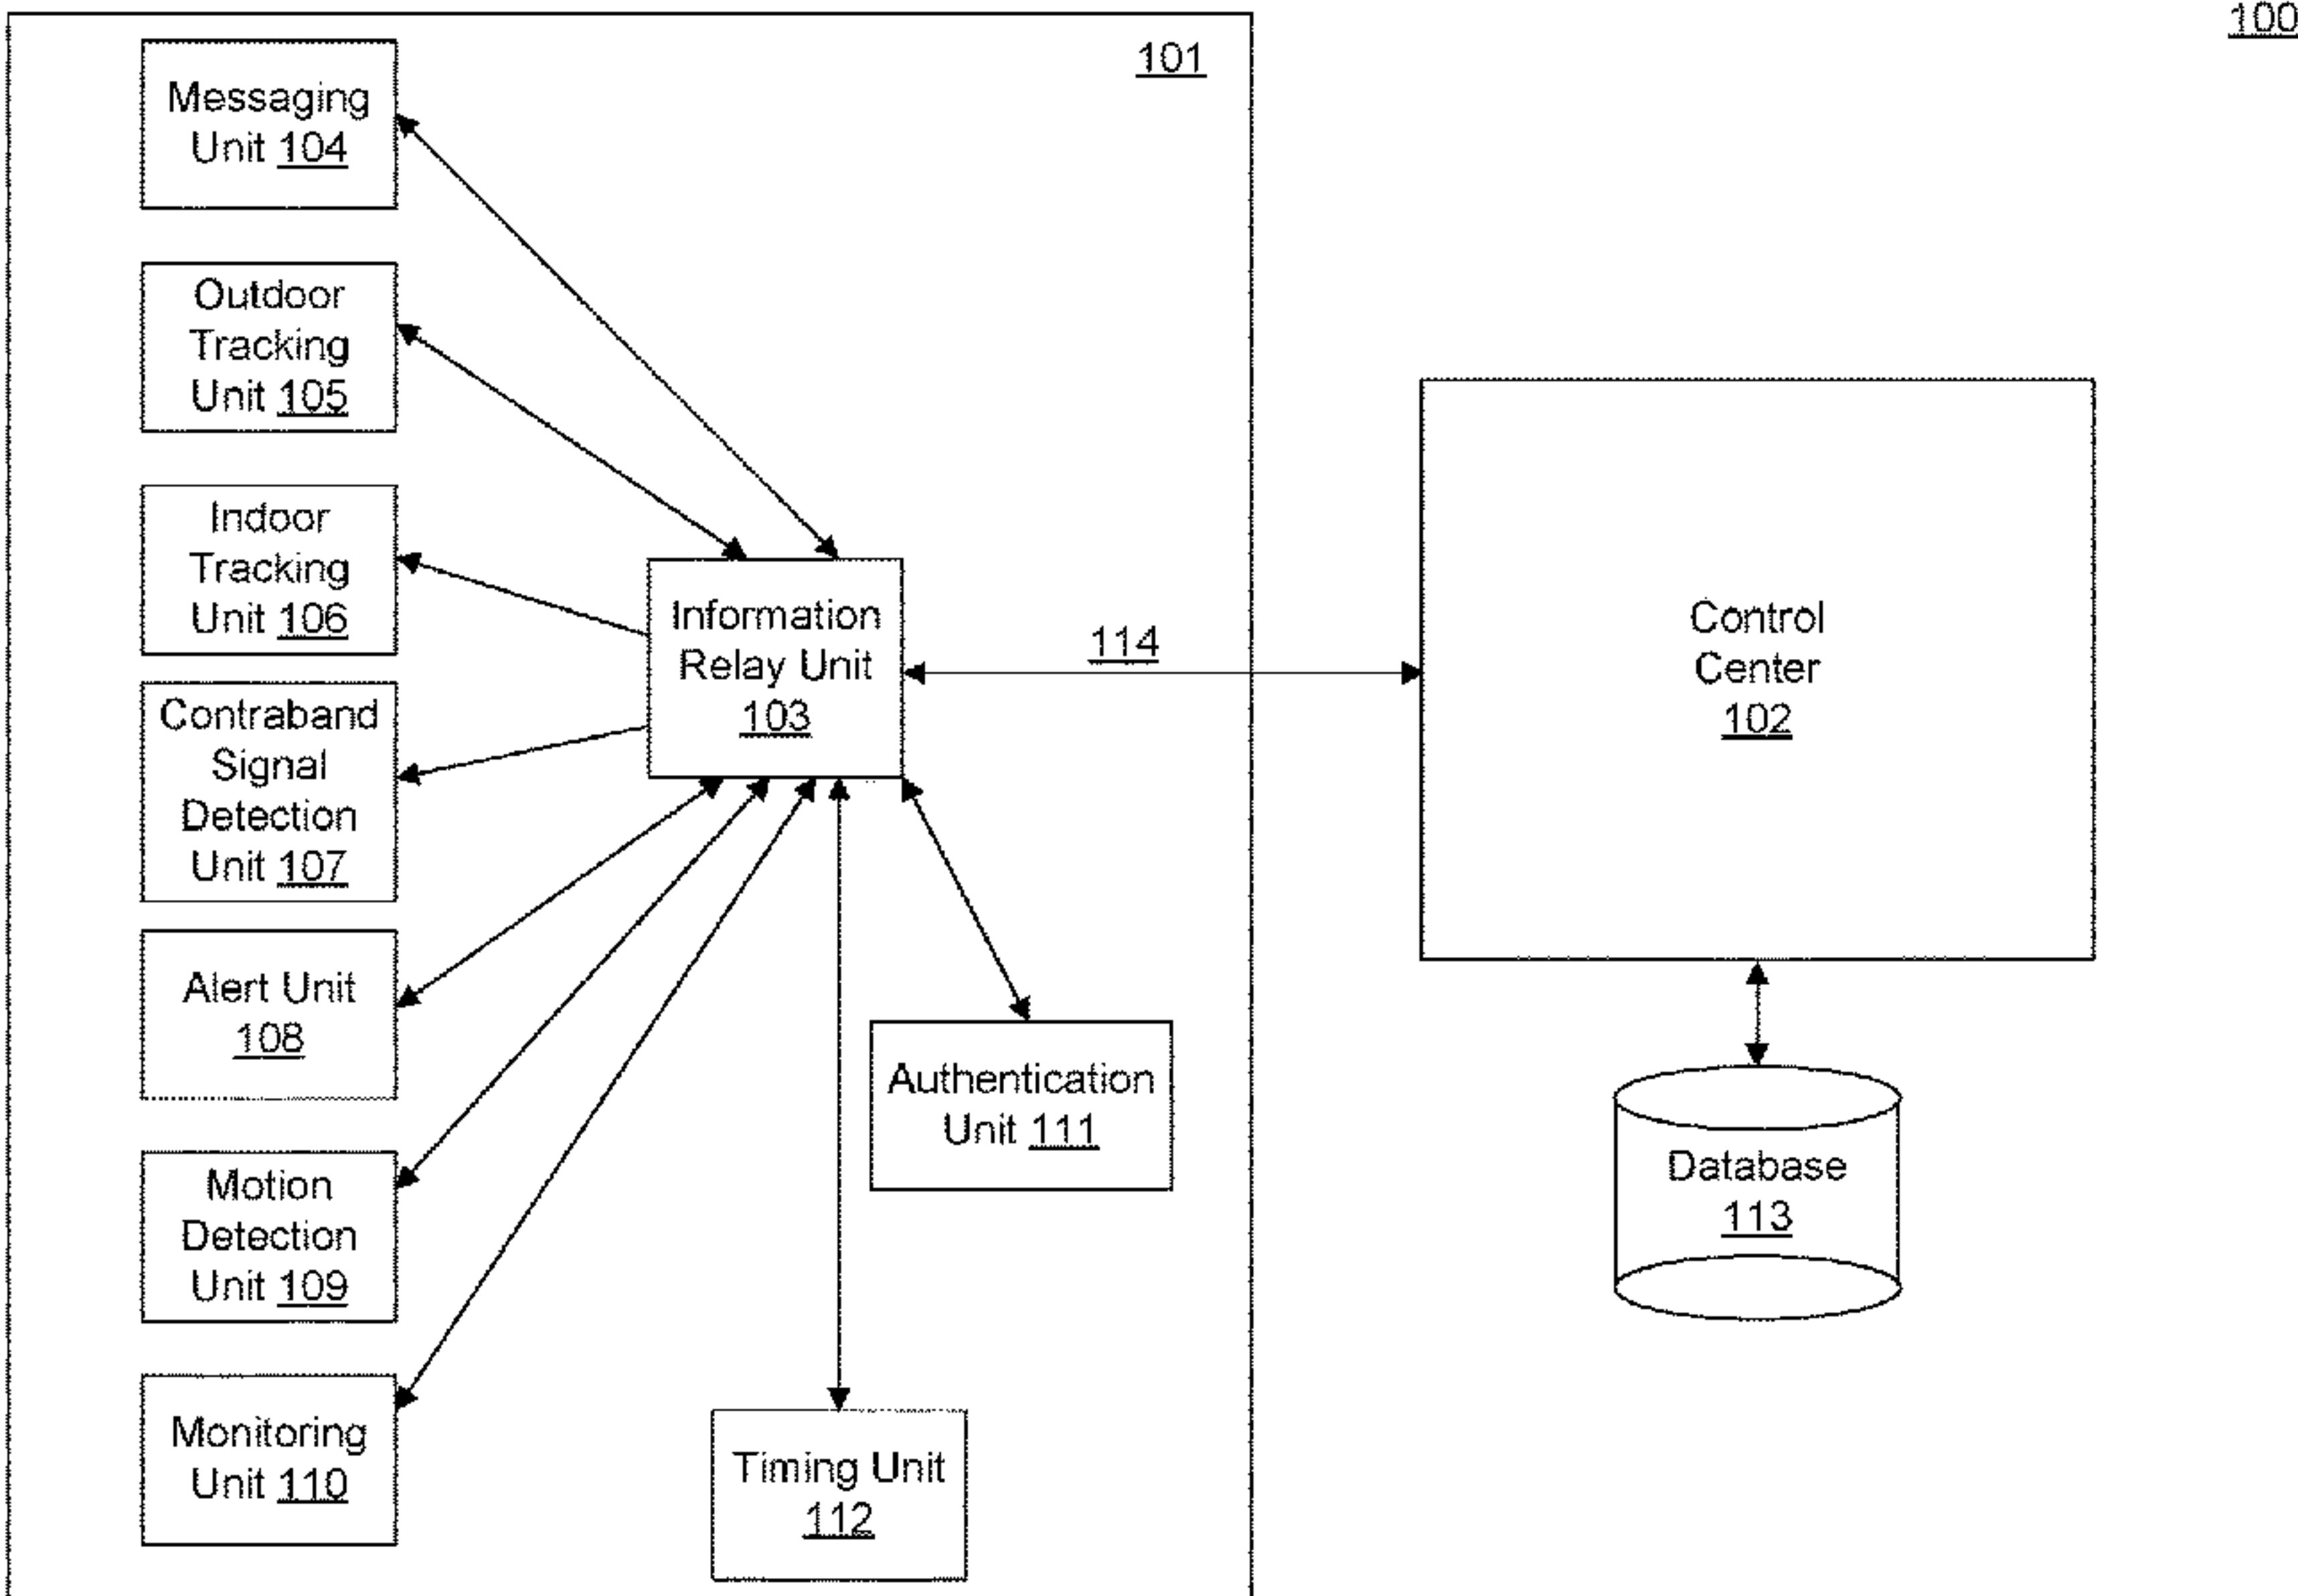 100
101
Messaging
Unit 104
Outdoor
Tracking
Unit 105
Indoor
Tracking
Unit 106
Contraband
Signal
Detection
Unit 107
Alert Unit
108
Motion
Detection
Unit 109
Monitoring
Unit 110
Information
Relay Unit
103
114
Authentication
Unit 111
Timing Unit
112
Control
Center
102
Database
113